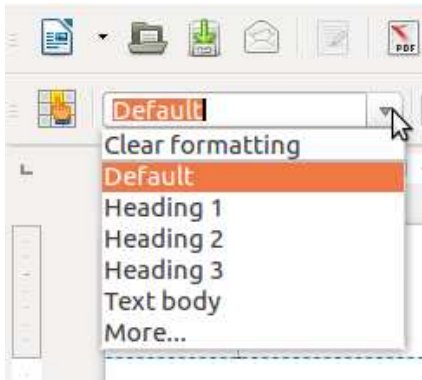 PDF
Default
Clear formatting
Default
Heading 1
Heading 2
Heading 3
Text body
More...